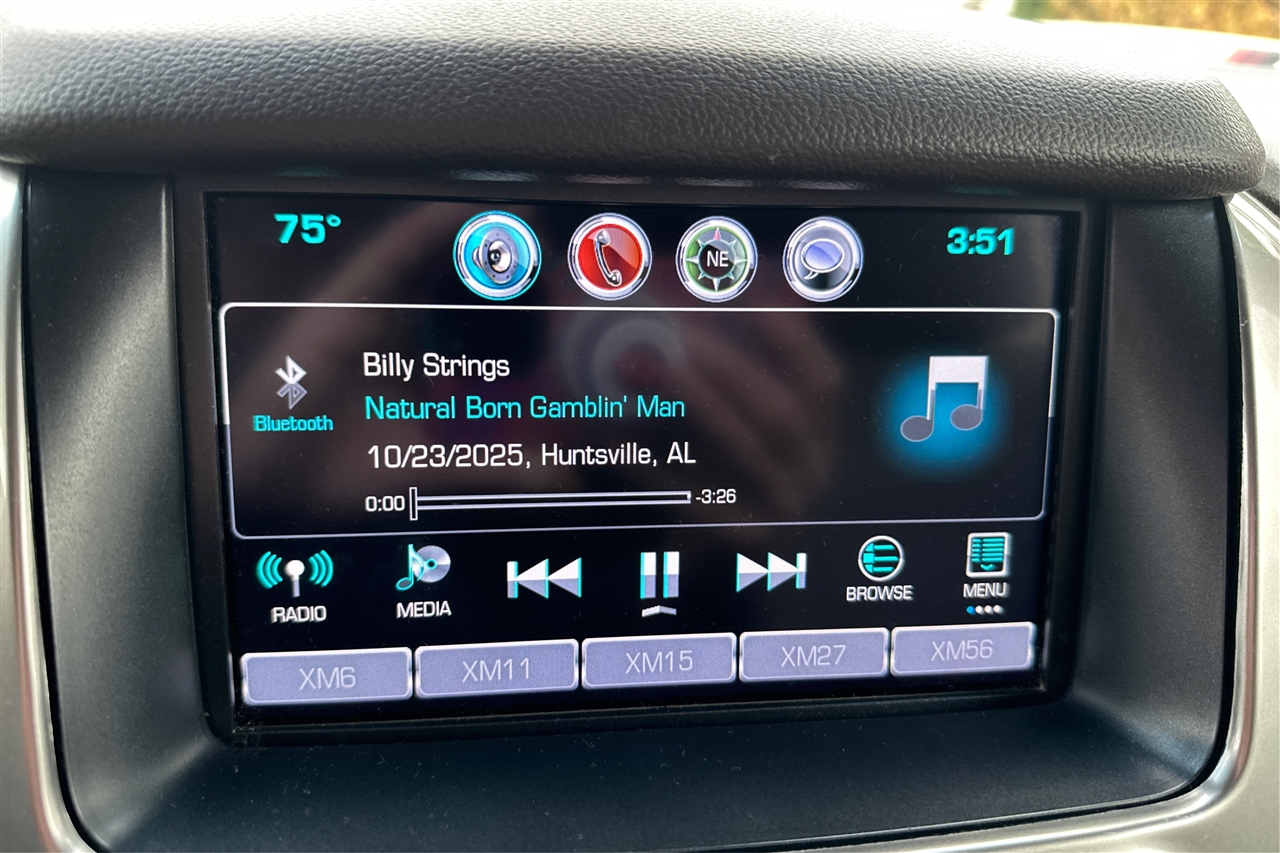 75°
NE
3:51
Billy Strings
Bluetooth
Natural Born Gamblin' Man
10/23/2025, Huntsville, AL
0:00
-3:26
RADIO
MEDIA
BROWSE
MENU
XM6
XM11
XM15
XM27
XM56